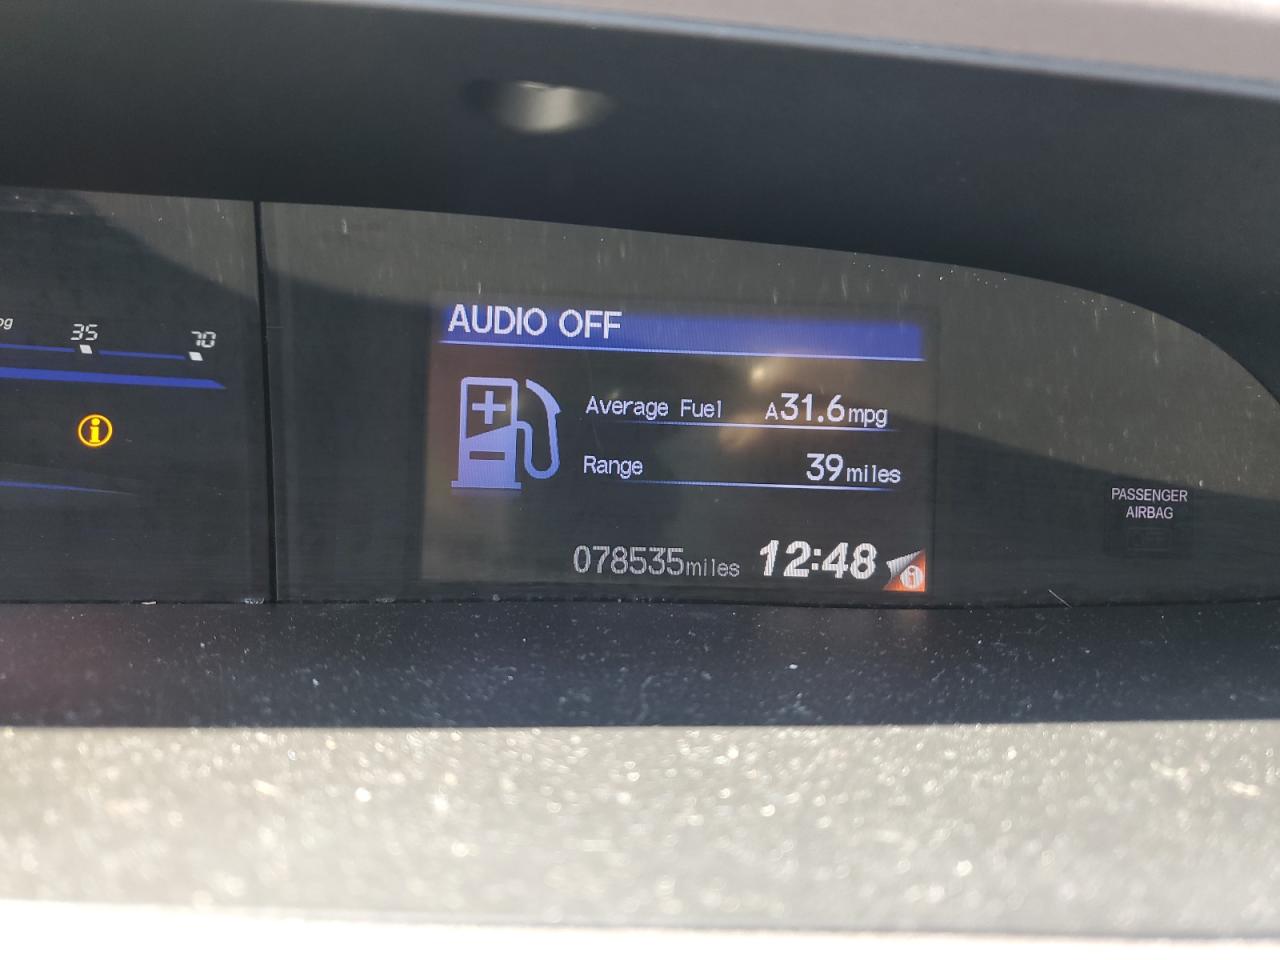 AUDIO OFF
35
70
Average Fuel A31.6mpg
Range 39miles
PASSENGER
AIRBAG
078535miles 12:48